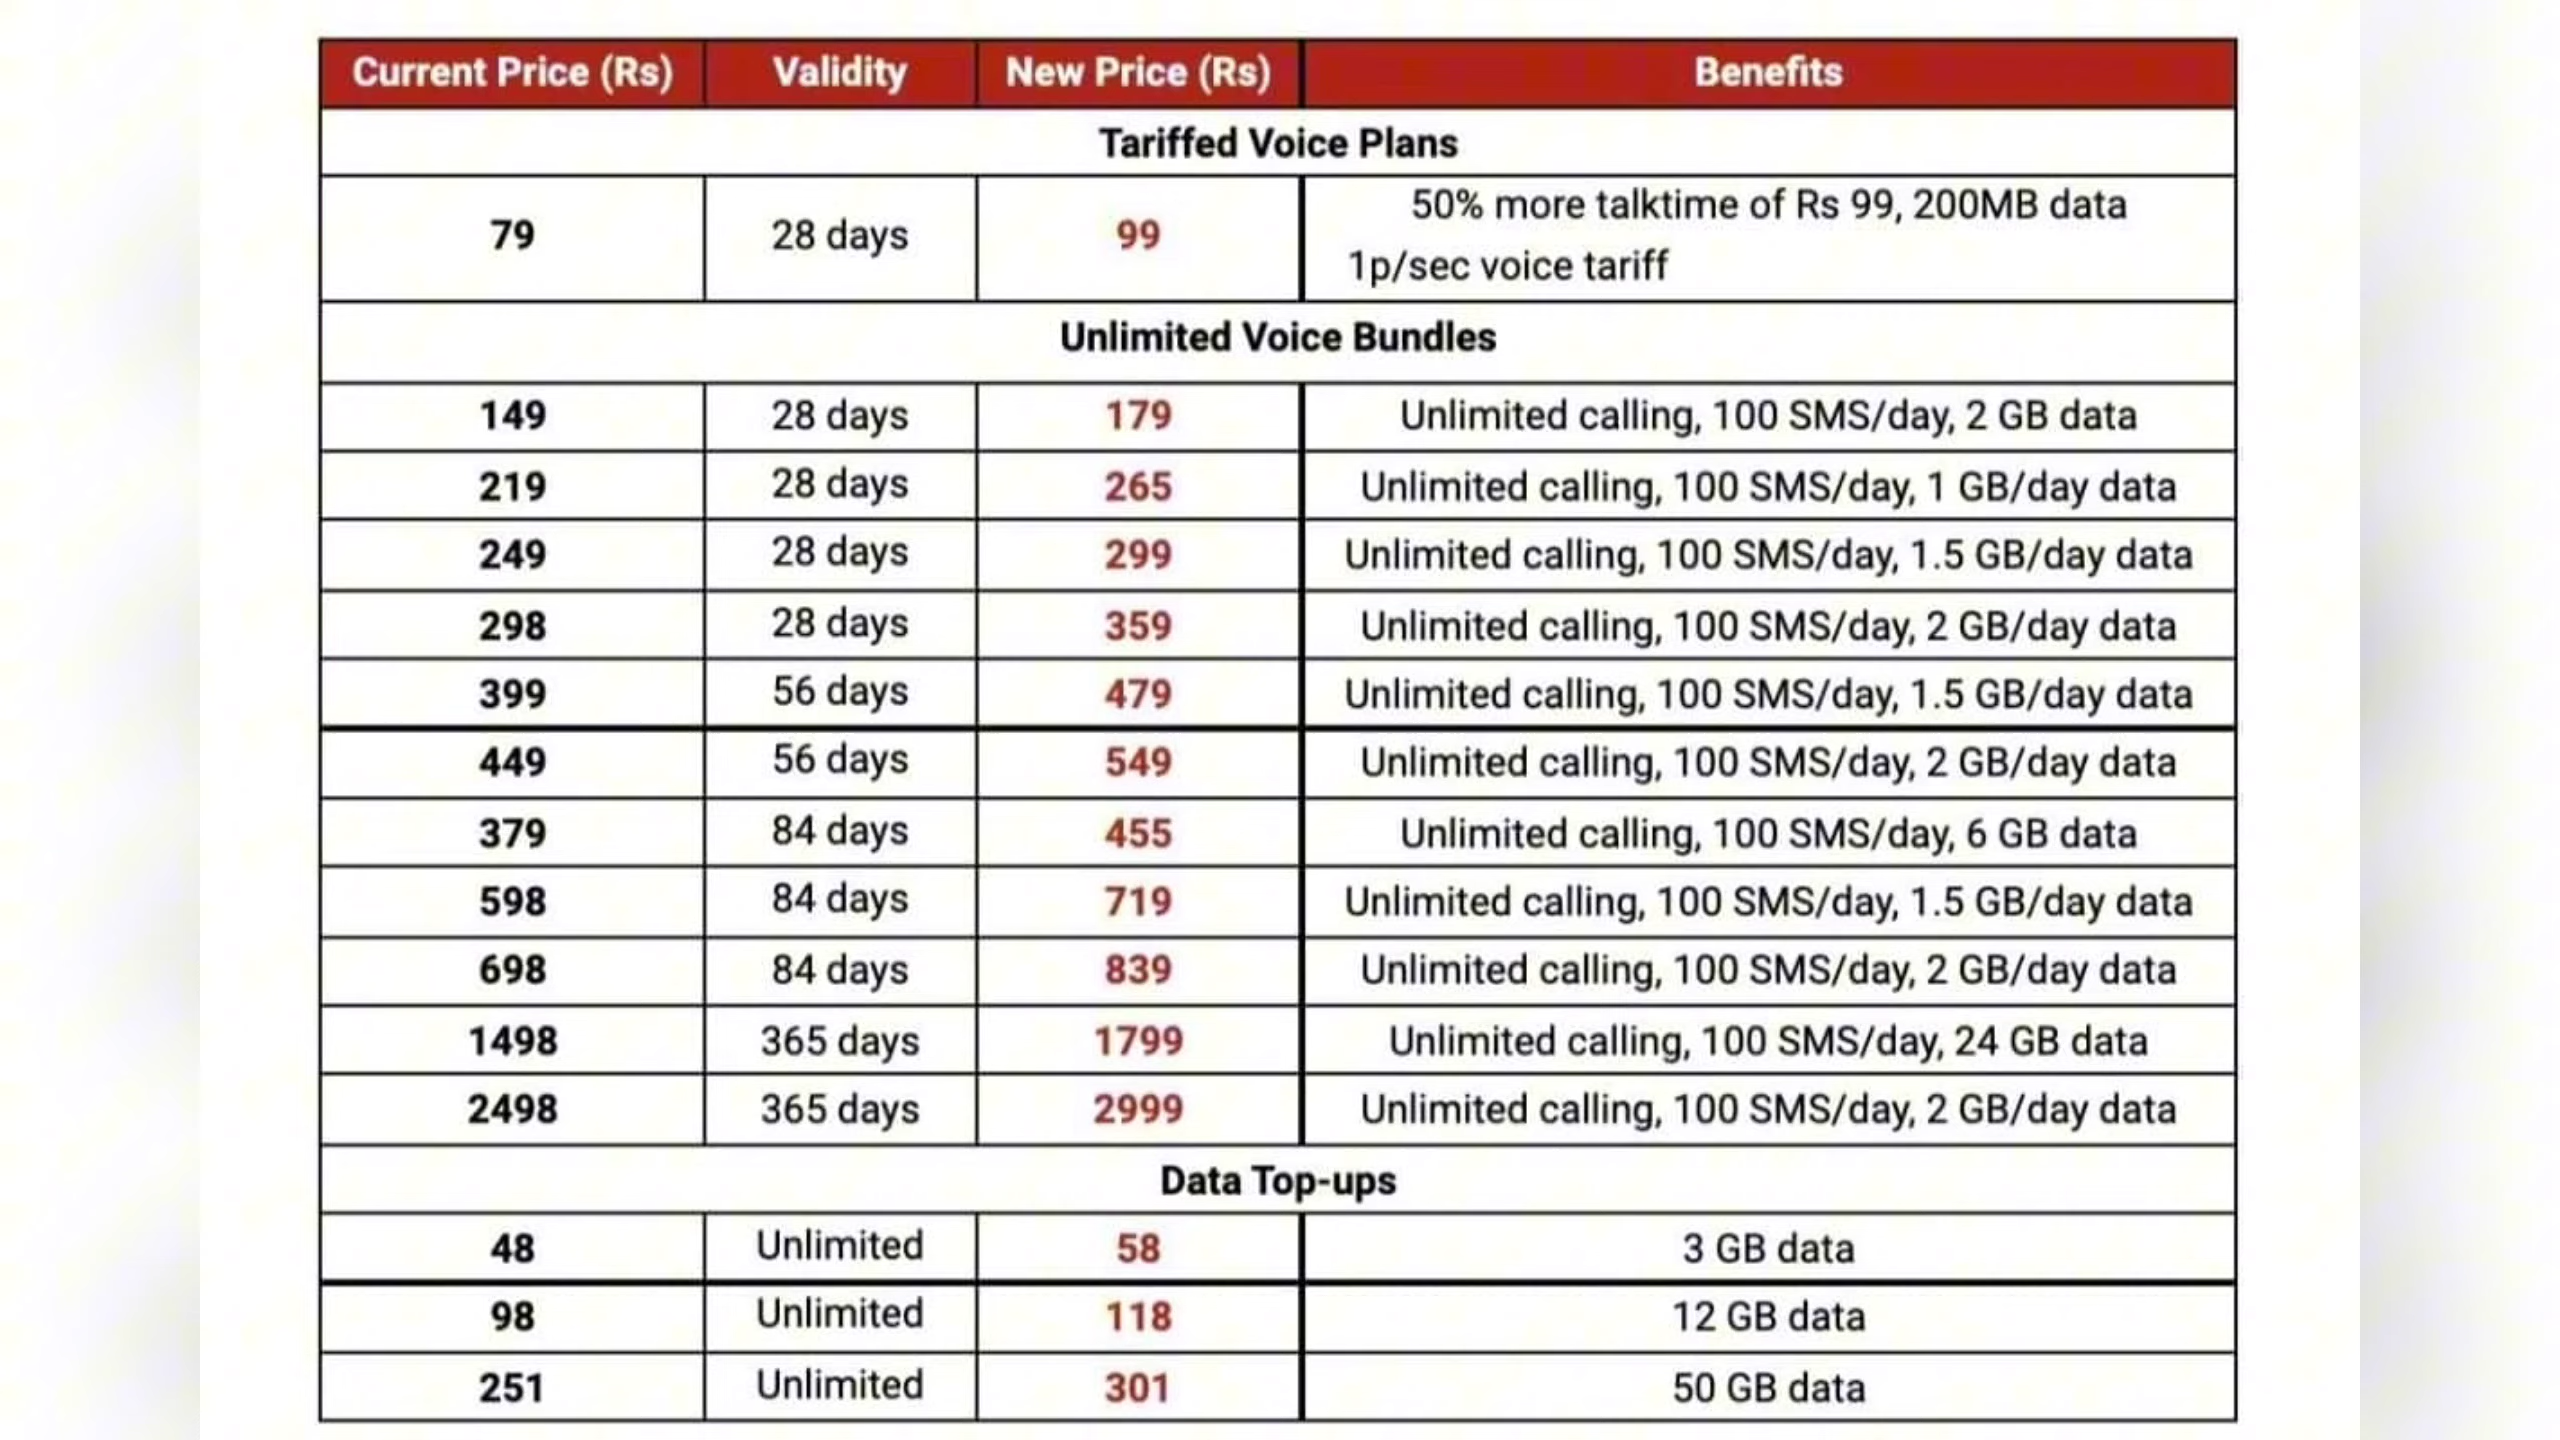 Current Price (Rs) Validity New Price (Rs) Benefits
Tariffed Voice Plans
79 28 days 99 50% more talktime of Rs 99, 200MB data
1p/sec voice tariff
Unlimited Voice Bundles
149 28 days 179 Unlimited calling, 100 SMS/day, 2 GB data
219 28 days 265 Unlimited calling, 100 SMS/day, 1 GB/day data
249 28 days 299 Unlimited calling, 100 SMS/day, 1.5 GB/day data
298 28 days 359 Unlimited calling, 100 SMS/day, 2 GB/day data
399 56 days 479 Unlimited calling, 100 SMS/day, 1.5 GB/day data
449 56 days 549 Unlimited calling, 100 SMS/day, 2 GB/day data
379 84 days 455 Unlimited calling, 100 SMS/day, 6 GB data
598 84 days 719 Unlimited calling, 100 SMS/day, 1.5 GB/day data
698 84 days 839 Unlimited calling, 100 SMS/day, 2 GB/day data
1498 365 days 1799 Unlimited calling, 100 SMS/day, 24 GB data
2498 365 days 2999 Unlimited calling, 100 SMS/day, 2 GB/day data
Data Top-ups
48 Unlimited 58 3 GB data
98 Unlimited 118 12 GB data
251 Unlimited 301 50 GB data